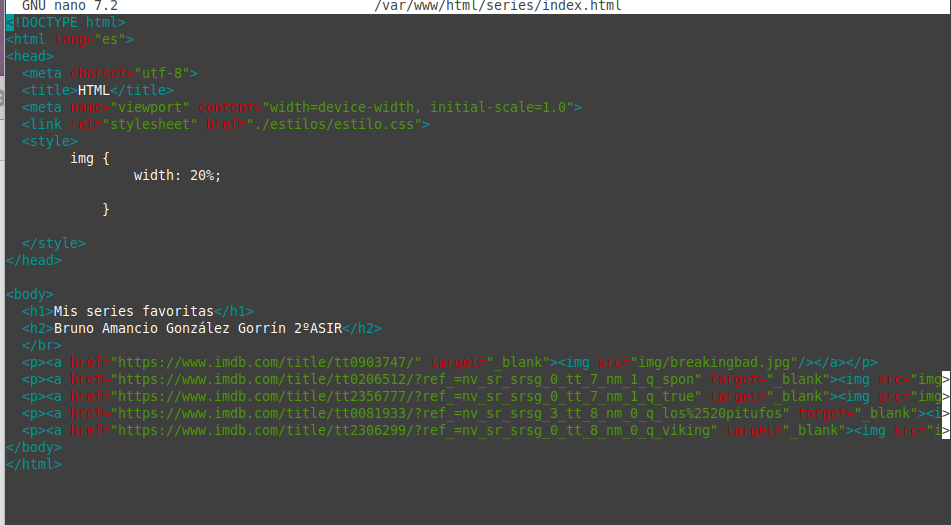 GNU nano 7.2 /var/www/html/series/index.html
<!DOCTYPE html>
<html lang="es">
<head>
  <meta charset="utf-8">
  <title>HTML</title>
  <meta name="viewport" content="width=device-width, initial-scale=1.0">
  <link rel="stylesheet" href="./estilos/estilo.css">
  <style>
        img {
                width: 20%;
            }
  </style>
</head>
<body>
  <h1>Mis series favoritas</h1>
  <h2>Bruno Amancio González Gorrín 2ºASIR</h2>
  </br>
  <p><a href="https://www.imdb.com/title/tt0903747/" target="_blank"><img src="img/breakingbad.jpg"/></a></p>
  <p><a href="https://www.imdb.com/title/tt0206512/?ref_=nv_sr_srsg_0_tt_7_nm_1_q_spon" target="_blank"><img src="img>
  <p><a href="https://www.imdb.com/title/tt2356777/?ref_=nv_sr_srsg_0_tt_7_nm_1_q_true" target="_blank"><img src="img>
  <p><a href="https://www.imdb.com/title/tt0081933/?ref_=nv_sr_srsg_3_tt_8_nm_0_q_los%2520pitufos" target="_blank"><i>
  <p><a href="https://www.imdb.com/title/tt2306299/?ref_=nv_sr_srsg_0_tt_8_nm_0_q_viking" target="_blank"><img src="i>
</body>
</html>